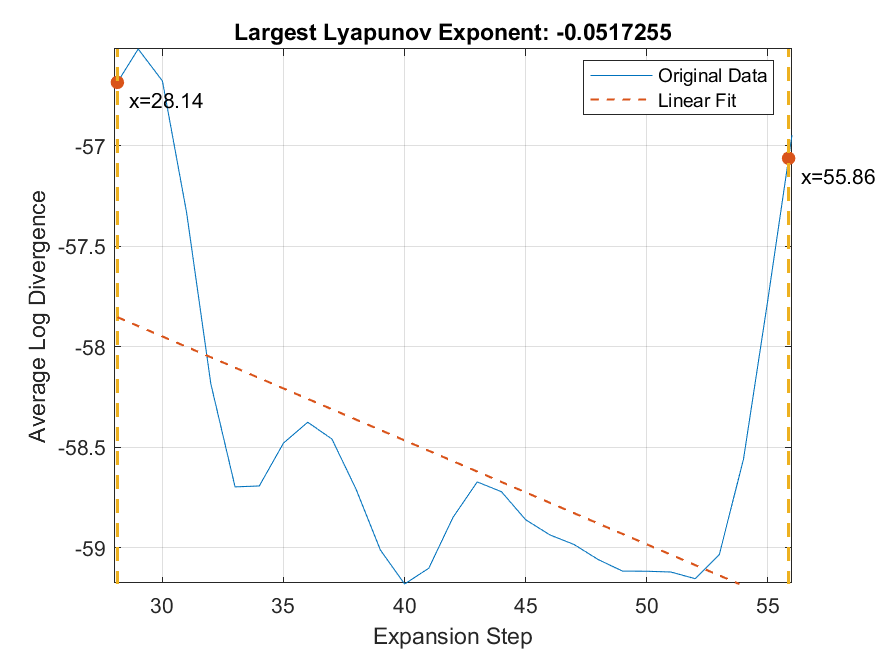 Largest Lyapunov Exponent: -0.0517255
Original Data
Linear Fit
x=28.14
x=55.86
-57
-57.5
-58
-58.5
-59
Average Log Divergence
30 35 40 45 50 55
Expansion Step